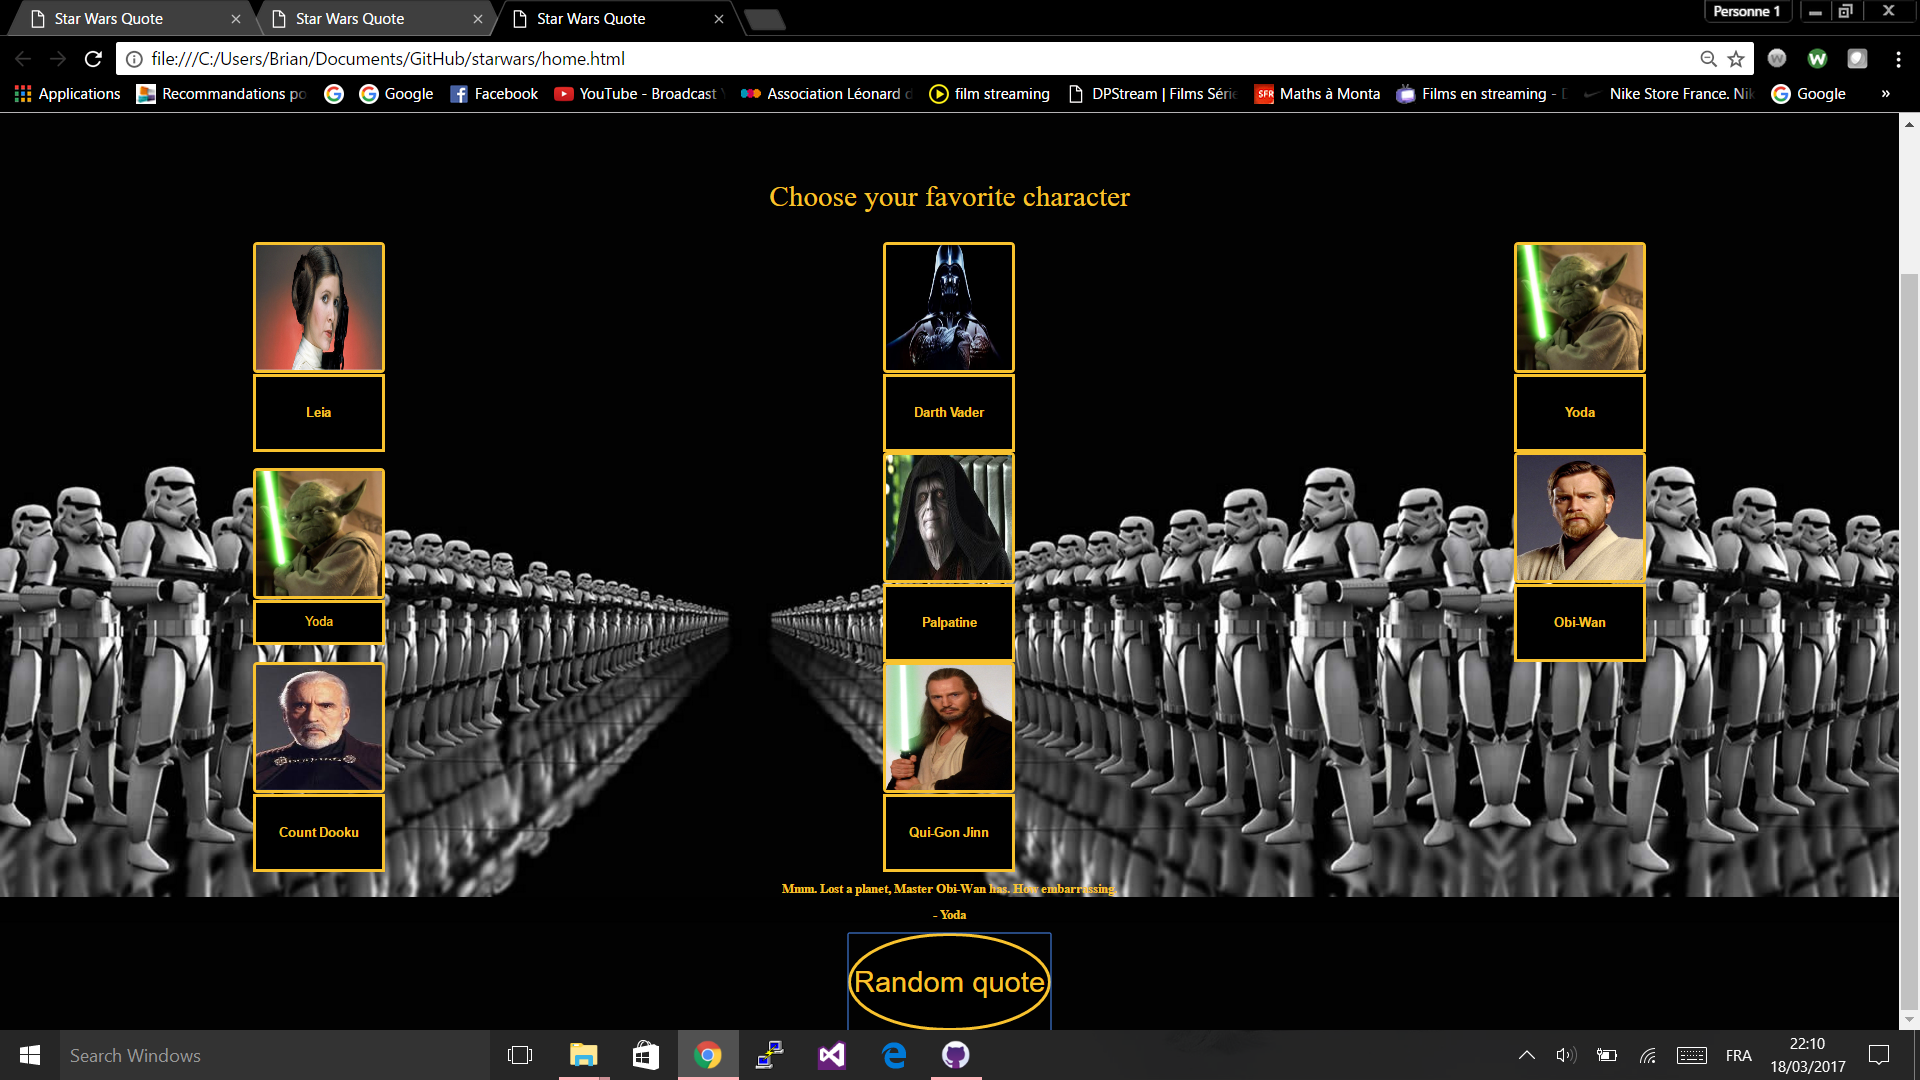 Star Wars Quote
Star Wars Quote
Star Wars Quote
Personne 1
file:///C:/Users/Brian/Documents/GitHub/starwars/home.html
Applications
Recommandations po
Google
Facebook
YouTube - Broadcast
Association Léonard d
film streaming
DPStream | Films Série
SFR Maths à Monta
Films en streaming - D
Nike Store France. Nik
Google
»
Choose your favorite character
Leia
Darth Vader
Yoda
Yoda
Palpatine
Obi-Wan
Count Dooku
Qui-Gon Jinn
Mmm. Lost a planet, Master Obi-Wan has. How embarrassing.
- Yoda
Random quote
Search Windows
FRA
22:10
18/03/2017